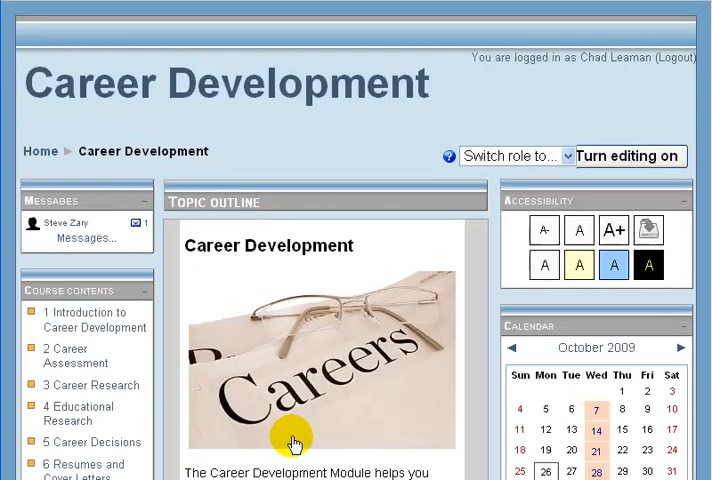 You are logged in as Chad Leaman (Logout)
Career Development
Home ► Career Development
Switch role to...
Turn editing on
MESSAGES
Steve Zary 1
Messages...
COURSE CONTENTS
1 Introduction to
Career Development
2 Career
Assessment
3 Career Research
4 Educational
Research
5 Career Decisions
6 Resumes and
Cover Letters
TOPIC OUTLINE
Career Development
Careers
The Career Development Module helps you
ACCESSIBILITY
A- A A+
A A A A
CALENDAR
◄ October 2009 ►
Sun Mon Tue Wed Thu Fri Sat
1 2 3
4 5 6 7 8 9 10
11 12 13 14 15 16 17
18 19 20 21 22 23 24
25 26 27 28 29 30 31